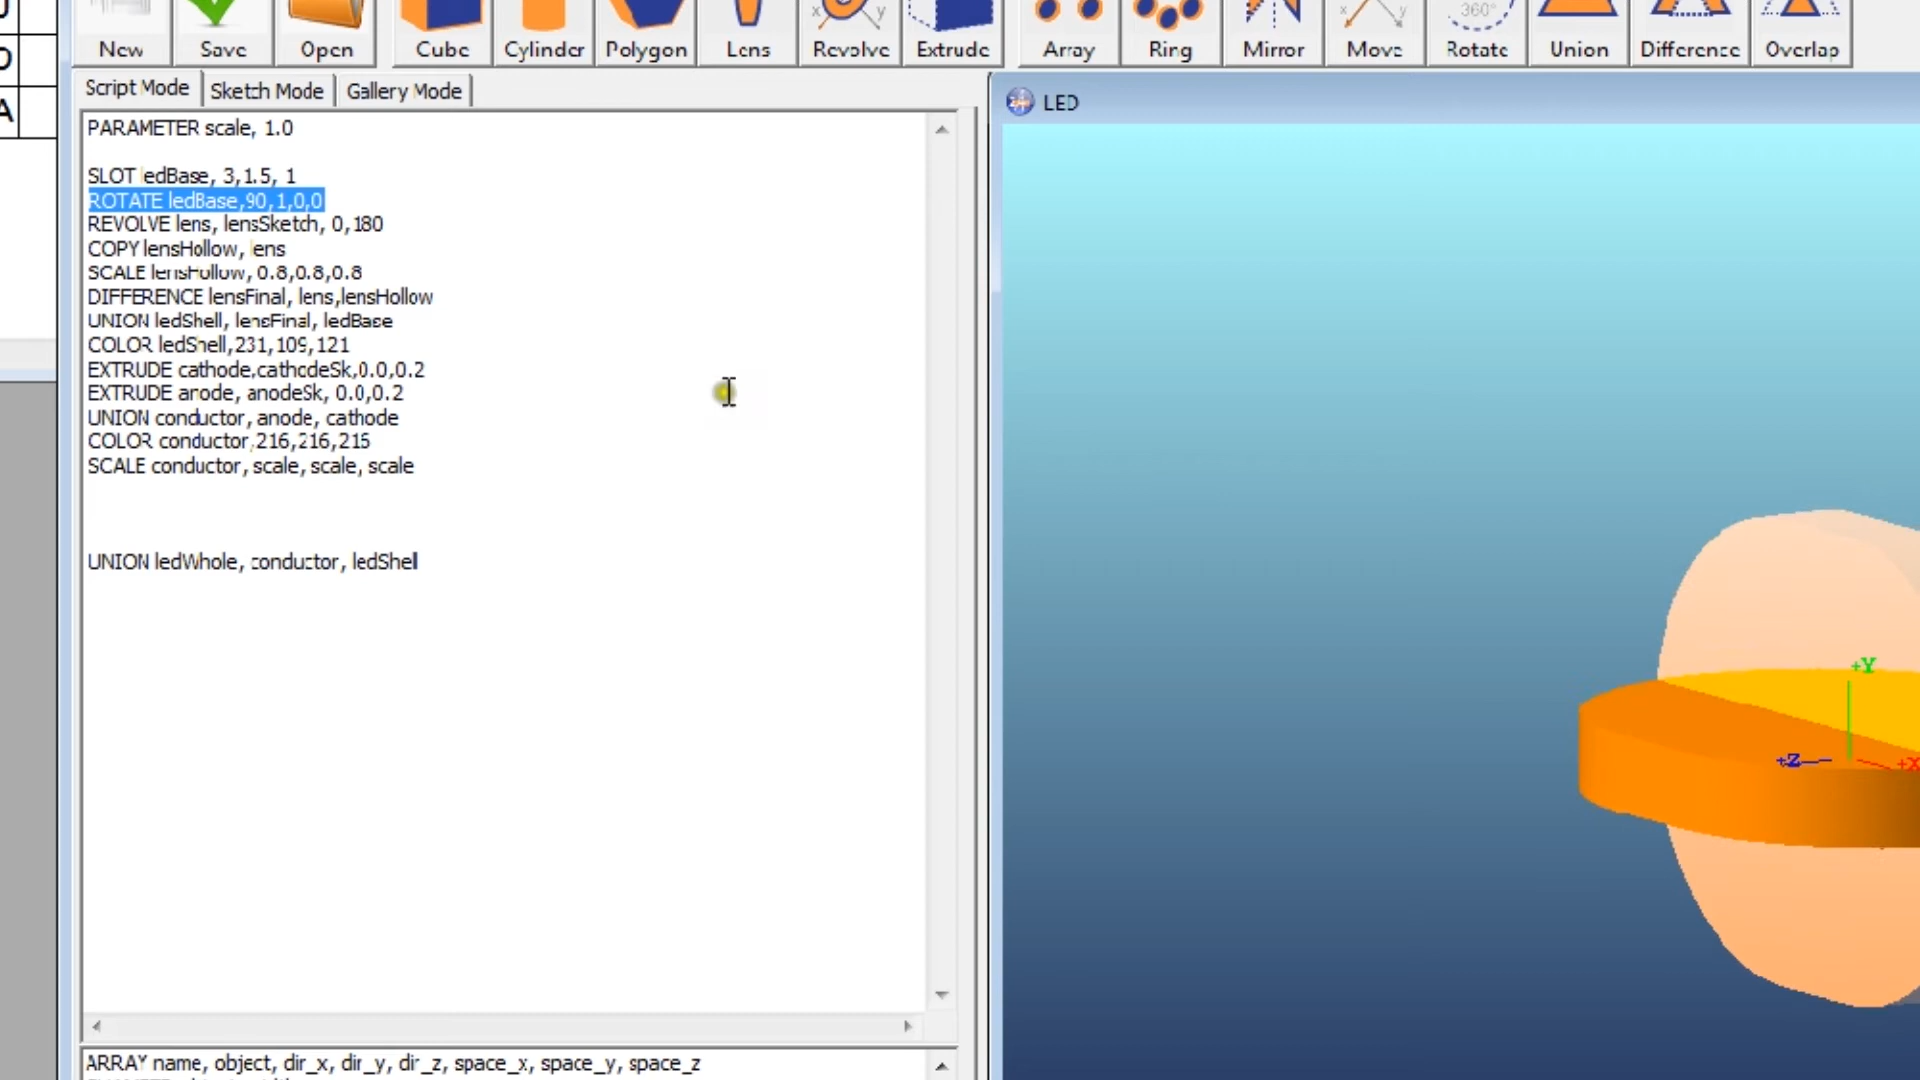 New Save Open Cube Cylinder Polygon Lens Revolve Extrude Array Ring Mirror Move Rotate Union Difference Overlap
Script Mode Sketch Mode Gallery Mode
LED
PARAMETER scale, 1.0
SLOT ledBase, 3,1.5, 1
ROTATE ledBase,90,1,0,0
REVOLVE lens, lensSketch, 0,180
COPY lensHollow, lens
SCALE lensHollow, 0.8,0.8,0.8
DIFFERENCE lensFinal, lens,lensHollow
UNION ledShell, lensFinal, ledBase
COLOR ledShell,231,109,121
EXTRUDE cathode,cathodeSk,0.0,0.2
EXTRUDE anode, anodeSk, 0.0,0.2
UNION conductor, anode, cathode
COLOR conductor,216,216,215
SCALE conductor, scale, scale, scale
UNION ledWhole, conductor, ledShell
+Y
+Z
+X
ARRAY name, object, dir_x, dir_y, dir_z, space_x, space_y, space_z
x y
x y
360°
A